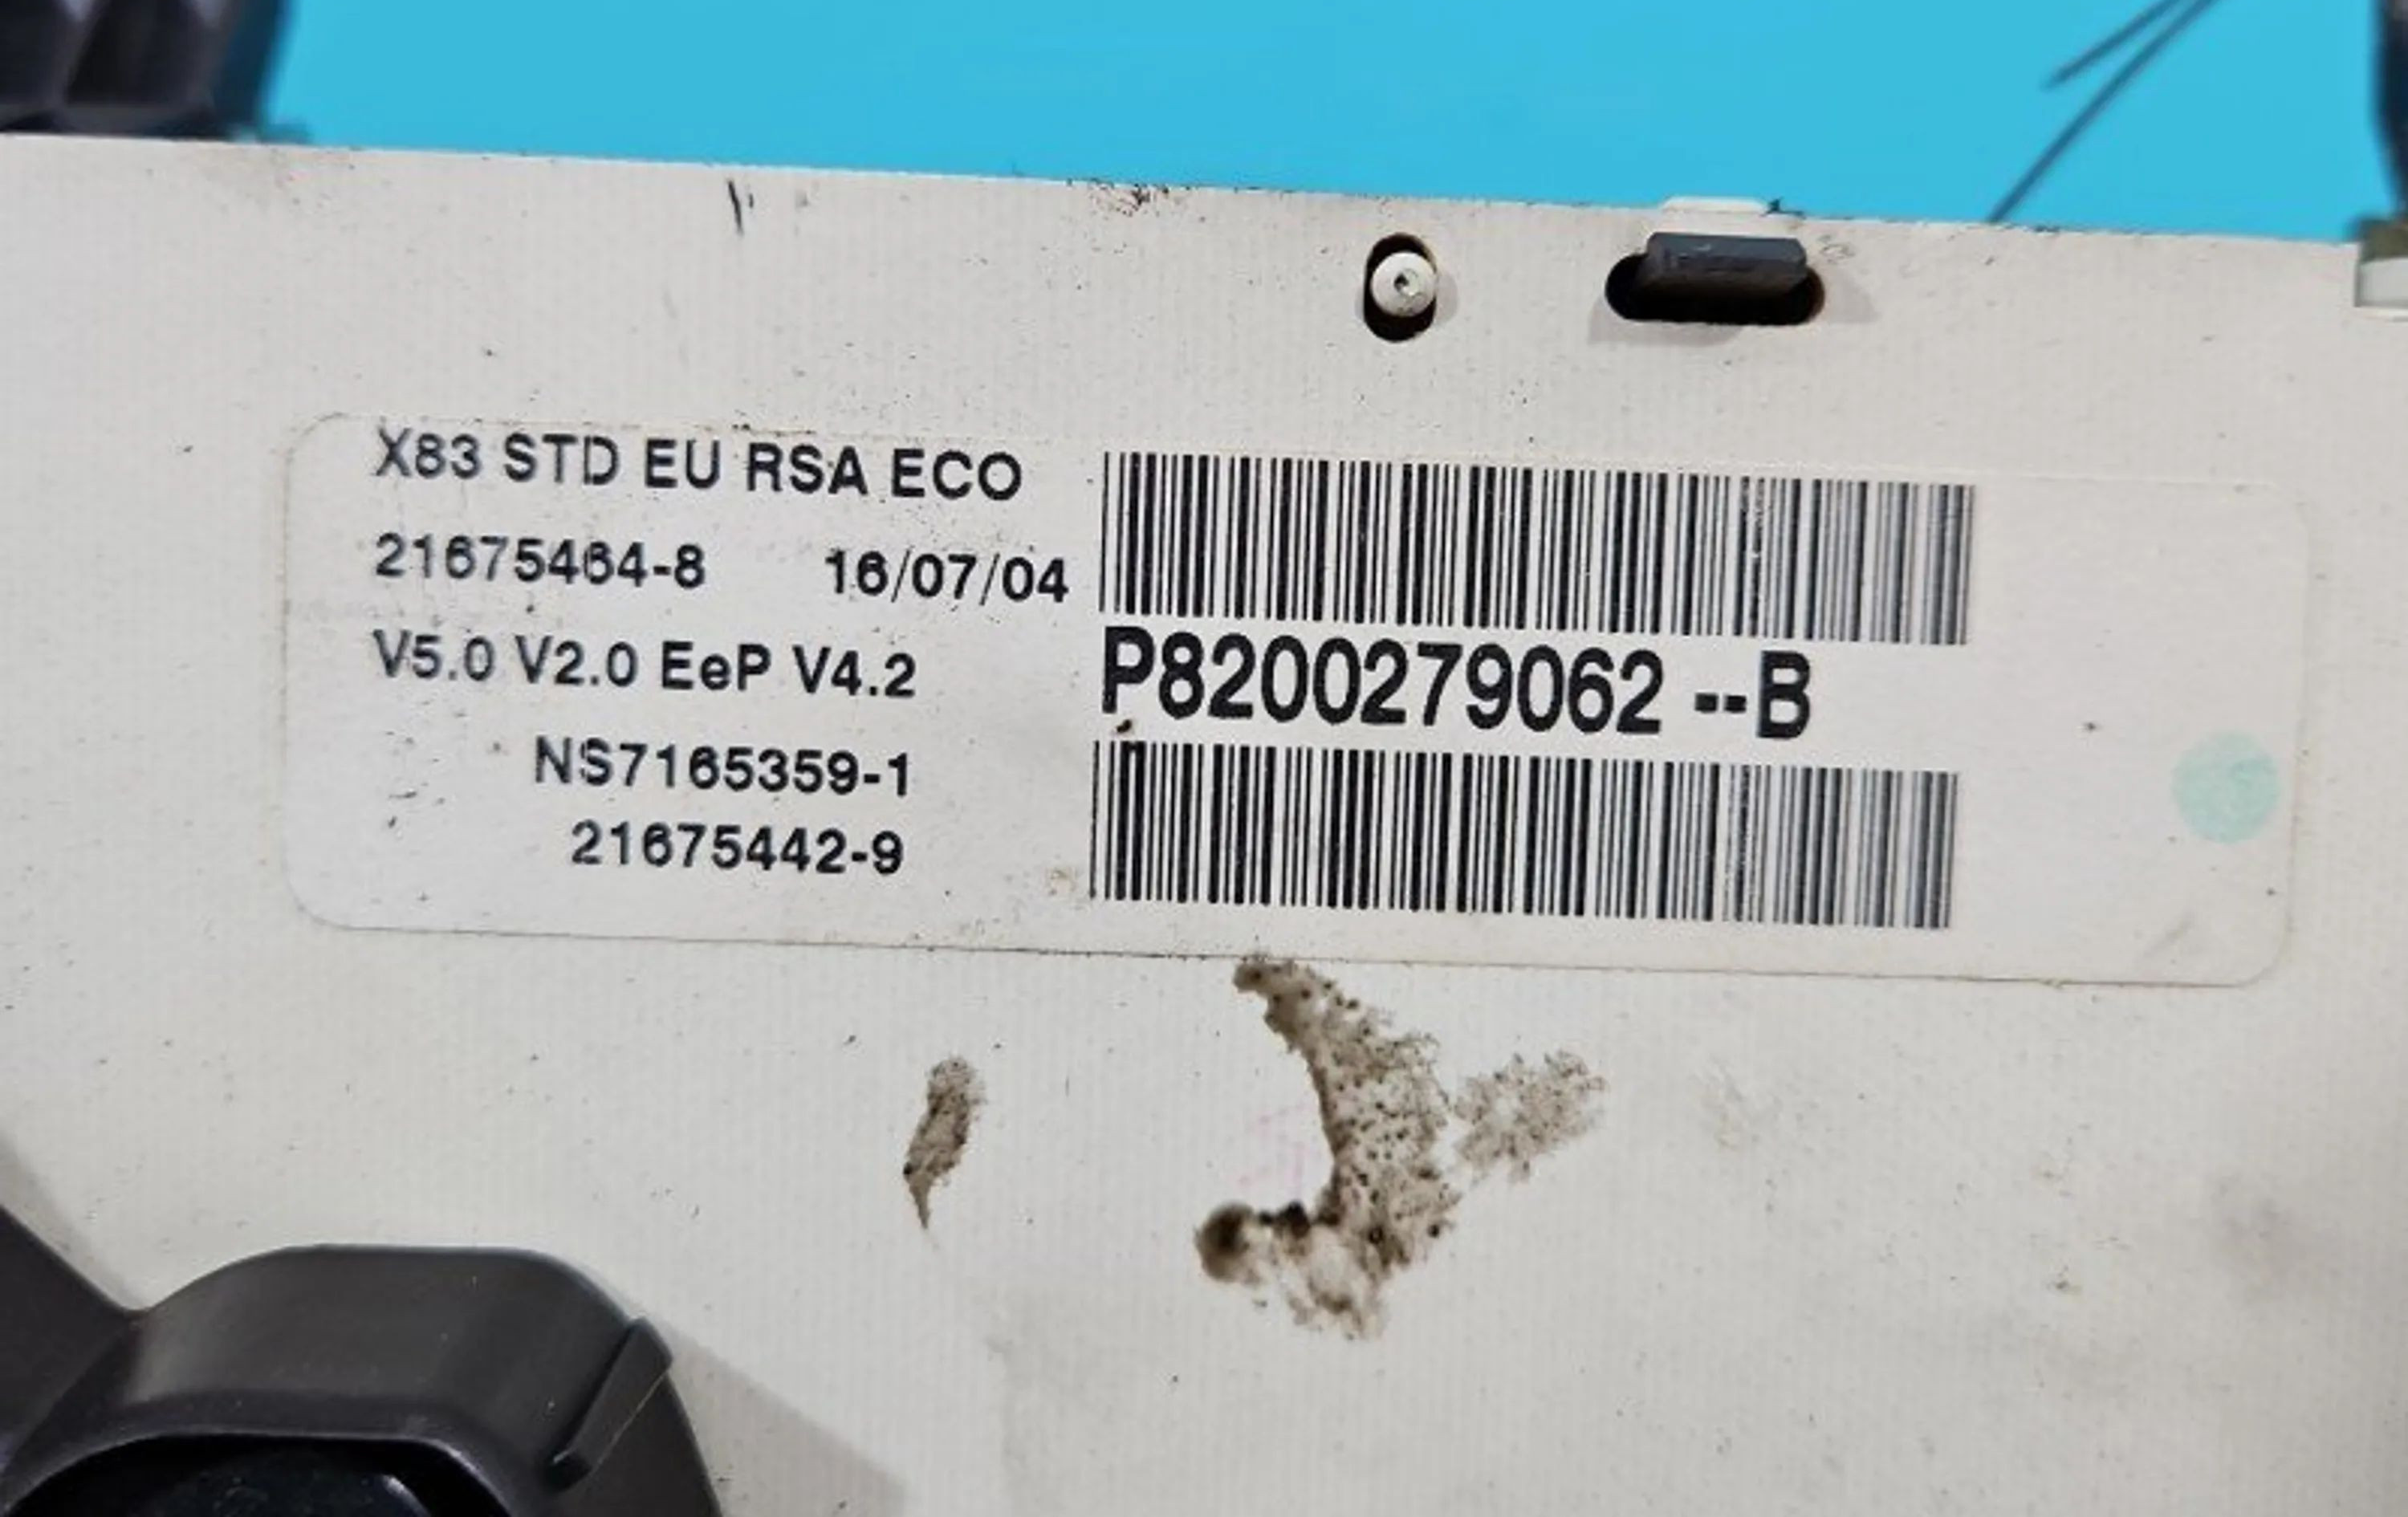 X83 STD EU RSA ECO
21675464-8 16/07/04
V5.0 V2.0 EeP V4.2
NS7165359-1
21675442-9
P8200279062 --B